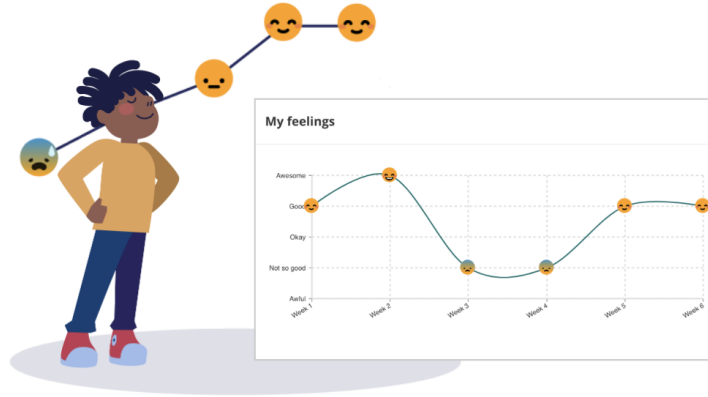 My feelings
Awesome
Good
Okay
Not so good
Awful
Week 1
Week 2
Week 3
Week 4
Week 5
Week 6